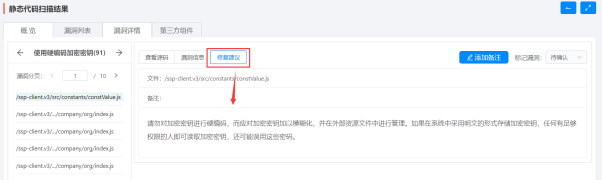 静态代码扫描结果
概 览
漏洞列表
漏洞详情
第三方组件
使用硬编码加密密钥(91)
漏洞分页: 1 / 10
/ssp-client.v3/src/constants/constValue.js
/ssp-client.v3/.../company/org/index.js
/ssp-client.v3/.../company/org/index.js
/ssp-client.v3/.../company/org/index.js
/ssp-client.v3/.../company/org/index.js
查看源码
漏洞信息
修复建议
添加备注
标记漏洞: 待确认
文件: /ssp-client.v3/src/constants/constValue.js
备注:
请勿对加密密钥进行硬编码,而应对加密密钥加以模糊化,并在外部资源文件中进行管理。如果在系统中采用明文的形式存储加密密钥,任何有足够
权限的人即可读取加密密钥,还可能误用这些密码。